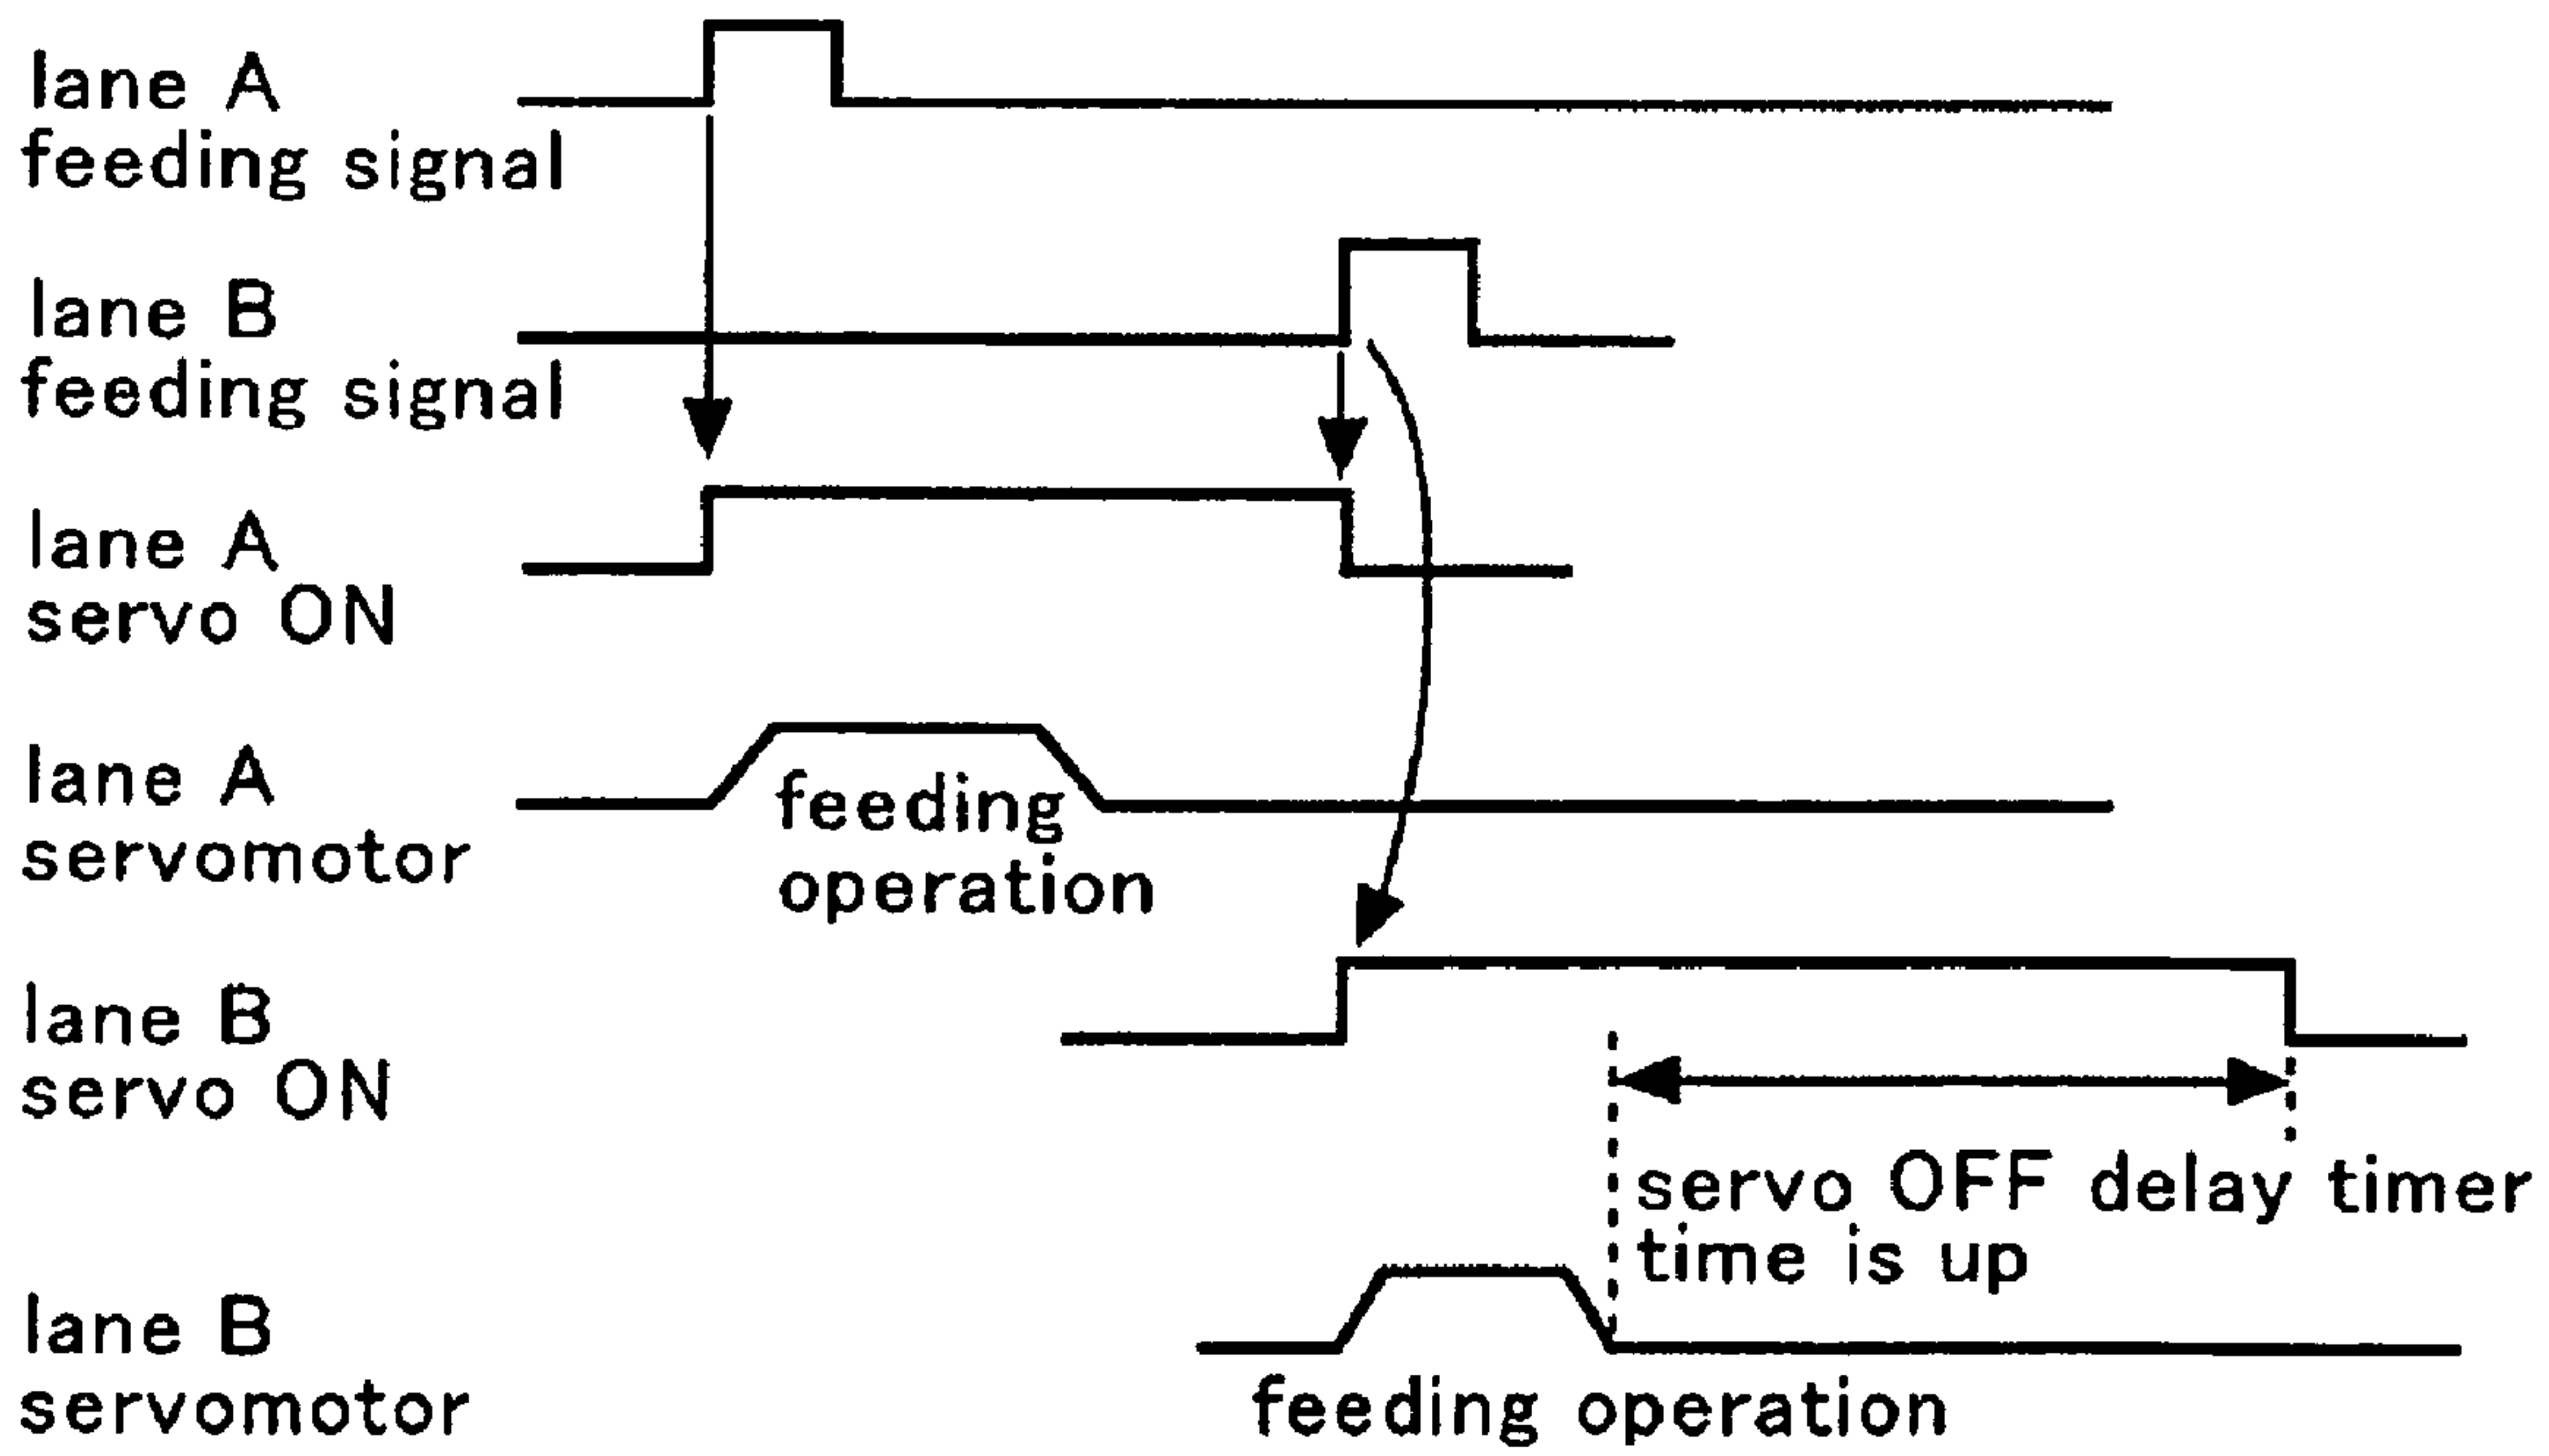 lane A
feeding signal
lane B
feeding signal
lane A
servo ON
lane A
servomotor
feeding
operation
lane B
servo ON
servo OFF delay timer
time is up
lane B
servomotor
feeding operation